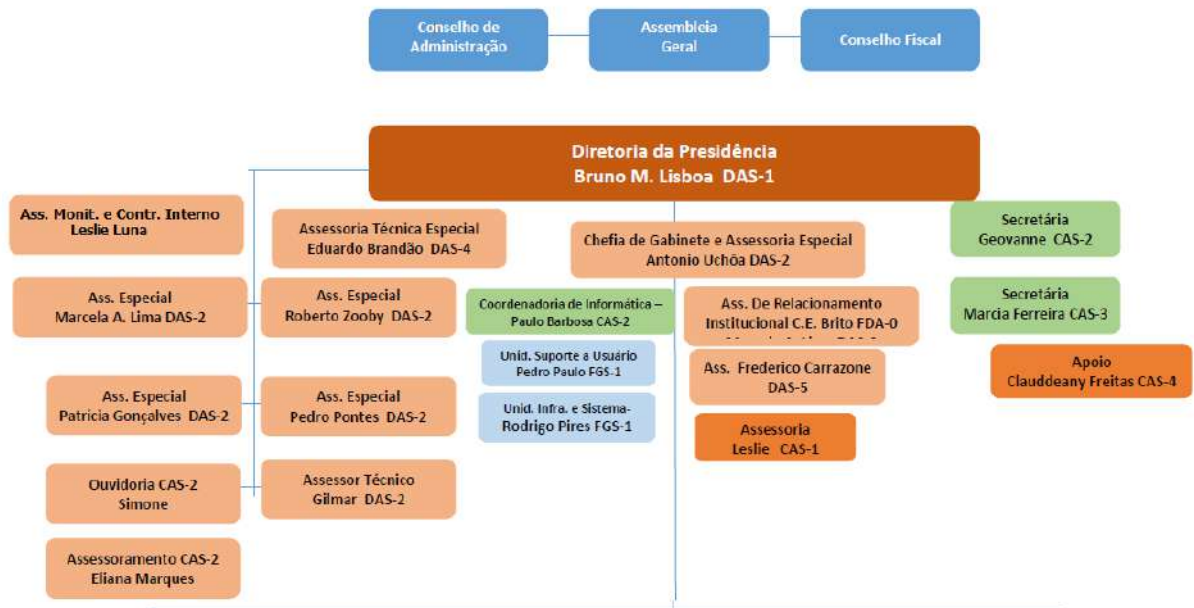 Conselho de
Administração
Assembleia
Geral
Conselho Fiscal
Diretoria da Presidência
Bruno M. Lisboa DAS-1
Ass. Monit. e Contr. Interno
Leslie Luna
Assessoria Técnica Especial
Eduardo Brandão DAS-4
Chefia de Gabinete e Assessoria Especial
Antonio Uchôa DAS-2
Secretária
Geovanne CAS-2
Ass. Especial
Marcela A. Lima DAS-2
Ass. Especial
Roberto Zooby DAS-2
Coordenadoria de Informática –
Paulo Barbosa CAS-2
Ass. De Relacionamento
Institucional C.E. Brito FDA-0
Secretária
Marcia Ferreira CAS-3
Unid. Suporte a Usuário
Pedro Paulo FGS-1
Ass. Frederico Carrazone
DAS-5
Apoio
Clauddeany Freitas CAS-4
Ass. Especial
Patricia Gonçalves DAS-2
Ass. Especial
Pedro Pontes DAS-2
Unid. Infra. e Sistema-
Rodrigo Pires FGS-1
Assessoria
Leslie CAS-1
Ouvidoria CAS-2
Simone
Assessor Técnico
Gilmar DAS-2
Assessoramento CAS-2
Eliana Marques